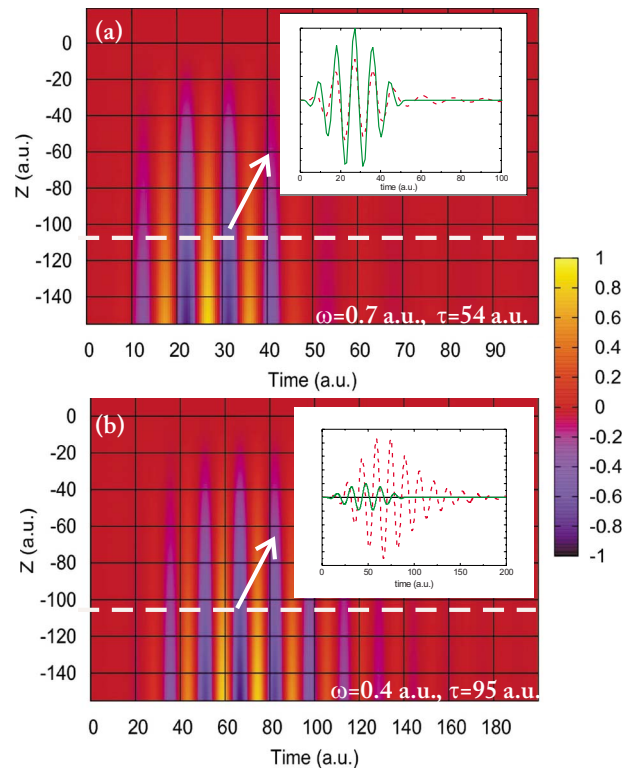 (a)
0
-20
-40
-60
-80
-100
-120
-140
Z (a.u.)
0 20 40 60 80 100
time (a.u.)
ω=0.7 a.u., τ=54 a.u.
0 10 20 30 40 50 60 70 80 90
Time (a.u.)
1
0.8
0.6
0.4
0.2
0
-0.2
-0.4
-0.6
-0.8
-1
(b)
0
-20
-40
-60
-80
-100
-120
-140
Z (a.u.)
0 50 100 150 200
time (a.u.)
ω=0.4 a.u., τ=95 a.u.
0 20 40 60 80 100 120 140 160 180
Time (a.u.)